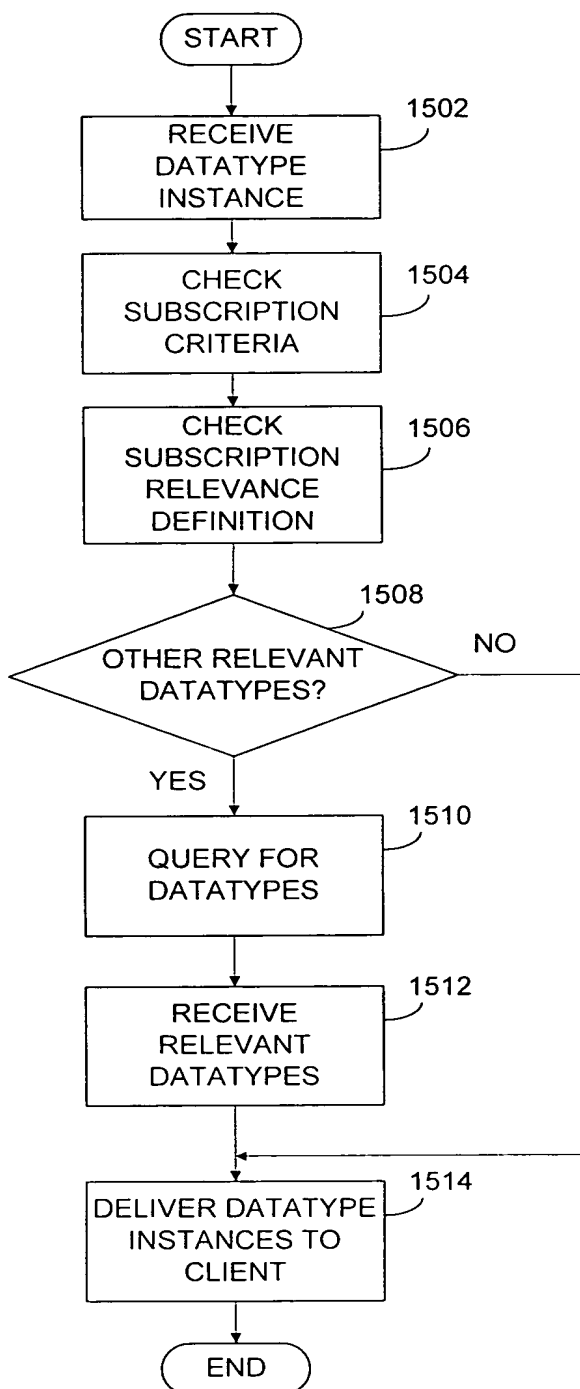 START
1502
RECEIVE
DATATYPE
INSTANCE
1504
CHECK
SUBSCRIPTION
CRITERIA
1506
CHECK
SUBSCRIPTION
RELEVANCE
DEFINITION
1508
OTHER RELEVANT
DATATYPES?
NO
YES
1510
QUERY FOR
DATATYPES
1512
RECEIVE
RELEVANT
DATATYPES
1514
DELIVER DATATYPE
INSTANCES TO
CLIENT
END